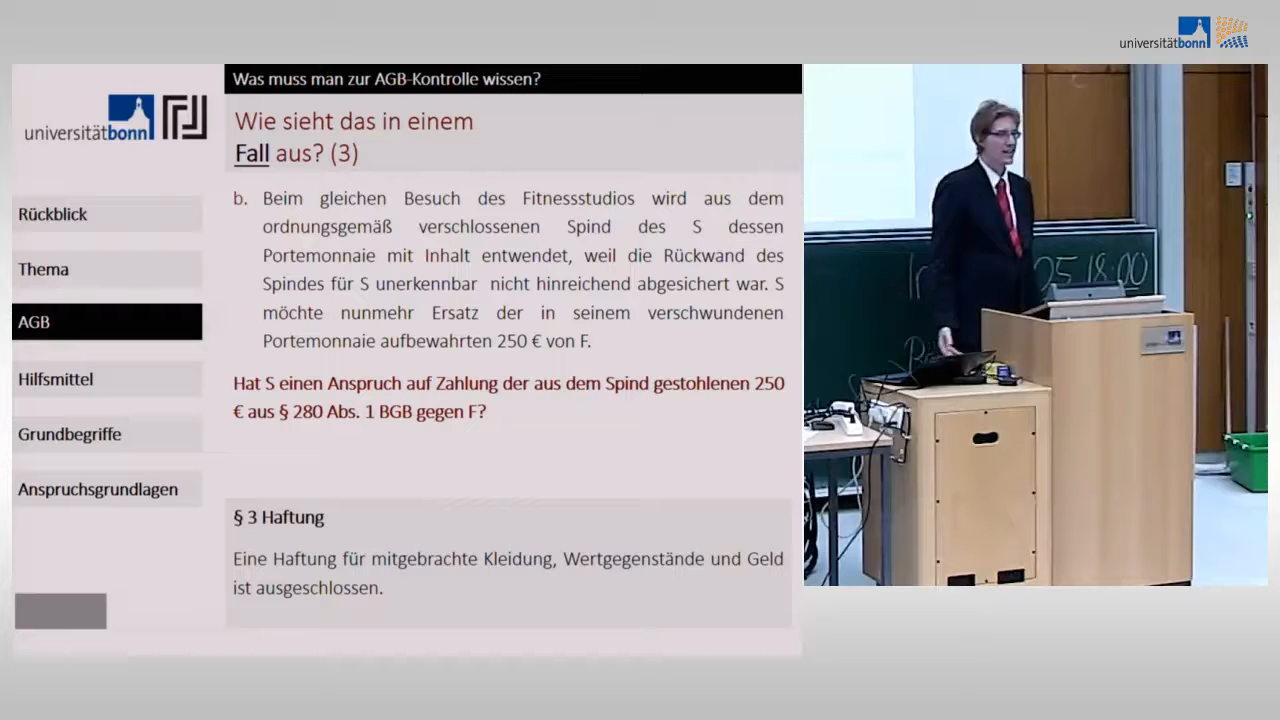 universitätbonn
Was muss man zur AGB-Kontrolle wissen?
universitätbonn
Wie sieht das in einem
Fall aus? (3)
Rückblick
Thema
AGB
Hilfsmittel
Grundbegriffe
Anspruchsgrundlagen
b. Beim gleichen Besuch des Fitnessstudios wird aus dem
ordnungsgemäß verschlossenen Spind des S dessen
Portemonnaie mit Inhalt entwendet, weil die Rückwand des
Spindes für S unerkennbar nicht hinreichend abgesichert war. S
möchte nunmehr Ersatz der in seinem verschwundenen
Portemonnaie aufbewahrten 250 € von F.
Hat S einen Anspruch auf Zahlung der aus dem Spind gestohlenen 250
€ aus § 280 Abs. 1 BGB gegen F?
§ 3 Haftung
Eine Haftung für mitgebrachte Kleidung, Wertgegenstände und Geld
ist ausgeschlossen.
05 18:00